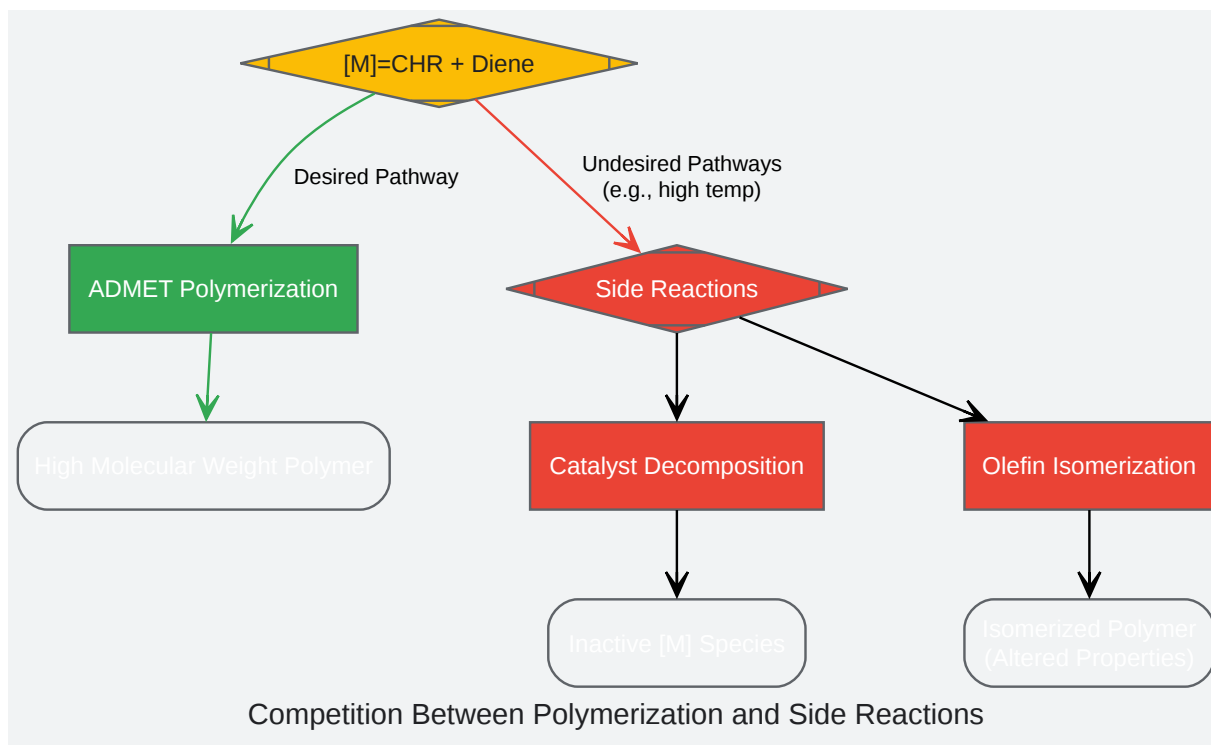 [M]=CHR + Diene
Desired Pathway
Undesired Pathways
(e.g., high temp)
ADMET Polymerization
Side Reactions
High Molecular Weight Polymer
Catalyst Decomposition
Olefin Isomerization
Inactive [M] Species
Isomerized Polymer
(Altered Properties)
Competition Between Polymerization and Side Reactions